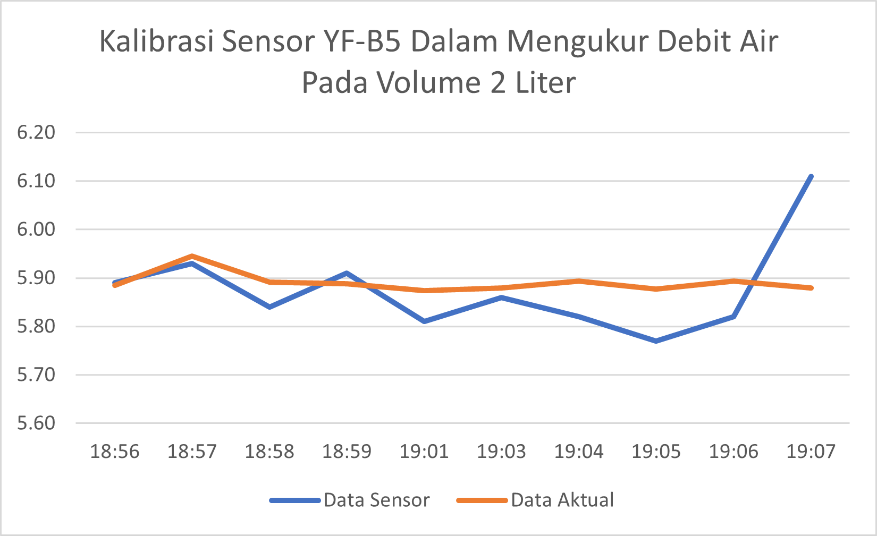 Kalibrasi Sensor YF-B5 Dalam Mengukur Debit Air
Pada Volume 2 Liter
6.20
6.10
6.00
5.90
5.80
5.70
5.60
18:56 18:57 18:58 18:59 19:01 19:03 19:04 19:05 19:06 19:07
Data Sensor Data Aktual